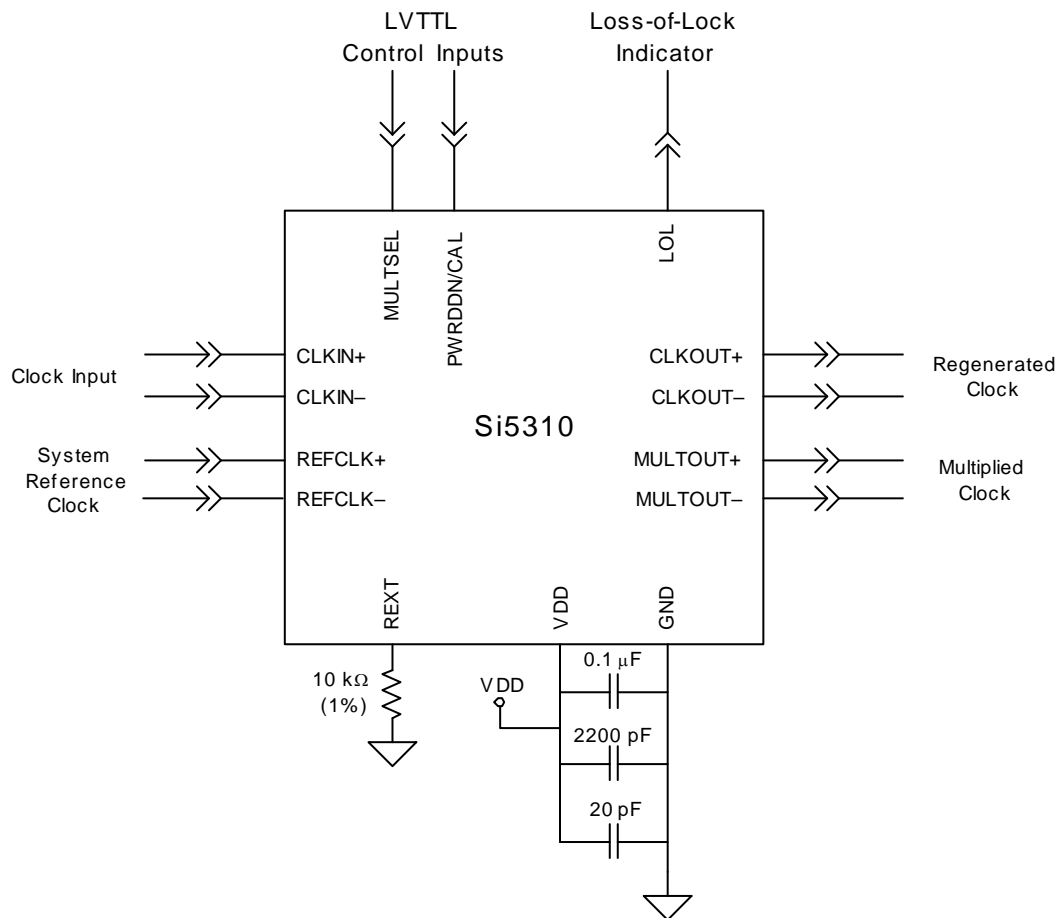 LVTTL
Control Inputs
Loss-of-Lock
Indicator
MULTSEL
PWRDDN/CAL
LOL
Clock Input
CLKIN+
CLKIN–
System
Reference
Clock
REFCLK+
REFCLK–
Si5310
CLKOUT+
CLKOUT–
Regenerated
Clock
MULTOUT+
MULTOUT–
Multiplied
Clock
REXT
VDD
GND
10 kΩ
(1%)
VDD
0.1 µF
2200 pF
20 pF